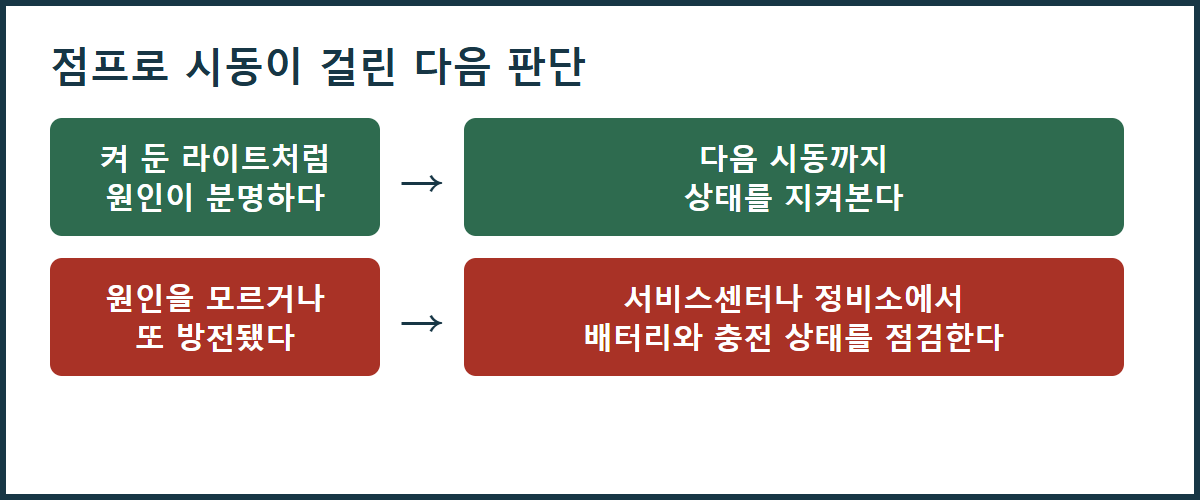 점프로 시동이 걸린 다음 판단
켜 둔 라이트처럼
원인이 분명하다
→
다음 시동까지
상태를 지켜본다
원인을 모르거나
또 방전됐다
→
서비스센터나 정비소에서
배터리와 충전 상태를 점검한다